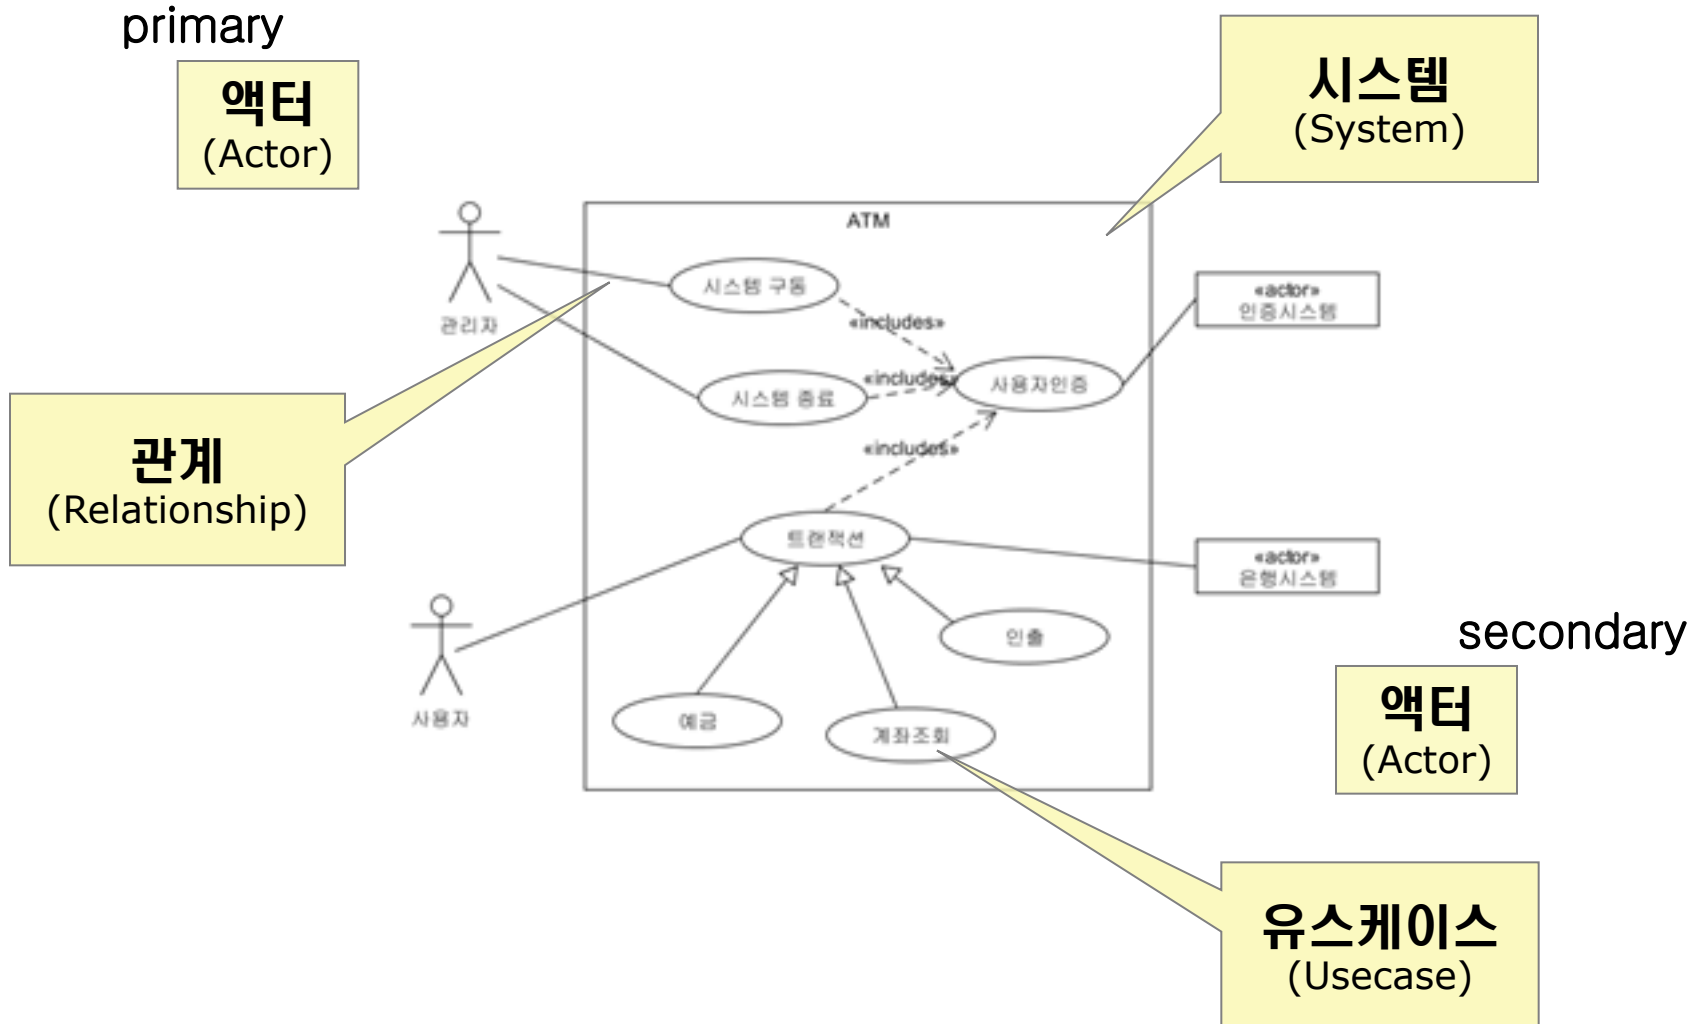 primary
액터
(Actor)
시스템
(System)
ATM
시스템 구동
«includes»
«actor»
인증시스템
관리자
시스템 종료
«includes»
사용자인증
관계
(Relationship)
«includes»
트랜잭션
«actor»
은행시스템
인출
secondary
사용자
예금
계좌조회
액터
(Actor)
유스케이스
(Usecase)